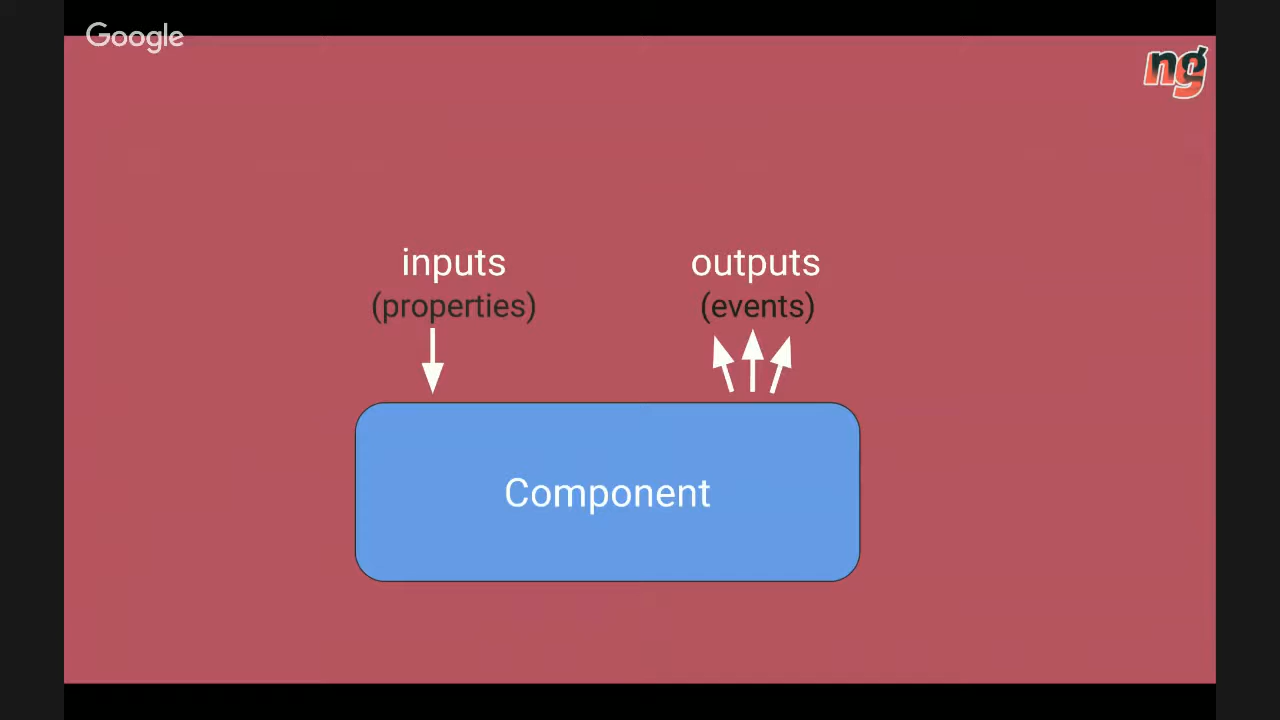 Google
ng
inputs
outputs
(properties)
(events)
Component